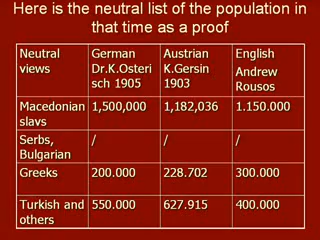 Here is the neutral list of the population in
that time as a proof
Neutral views	German Dr.K.Osterisch 1905	Austrian K.Gersin 1903	English Andrew Rousos
Macedonian slavs	1,500,000	1,182,036	1.150.000
Serbs, Bulgarian	/	/	/
Greeks	200.000	228.702	300.000
Turkish and others	550.000	627.915	400.000